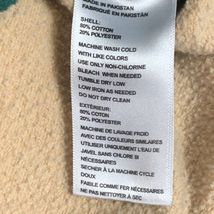 MADE IN PAKISTAN
FABRIQUÉ EN PAKISTAN
SHELL:
80% COTTON
20% POLYESTER
MACHINE WASH COLD
WITH LIKE COLORS
USE ONLY NON-CHLORINE
BLEACH WHEN NEEDED
TUMBLE DRY LOW
LOW IRON AS NEEDED
DO NOT DRY CLEAN
EXTÉRIEUR:
80% COTON
20% POLYESTER
MACHINE DE LAVAGE FROID
AVEC DES COULEURS SIMILAIRES
UTILISER UNIQUEMENT L'EAU DE
JAVEL SANS CHLORE SI
NÉCESSAIRE
SÉCHER À LA MACHINE CYCLE
DOUX
FAIBLE COMME FER NÉCESSAIRES
NE PAS NETTOYER À SEC